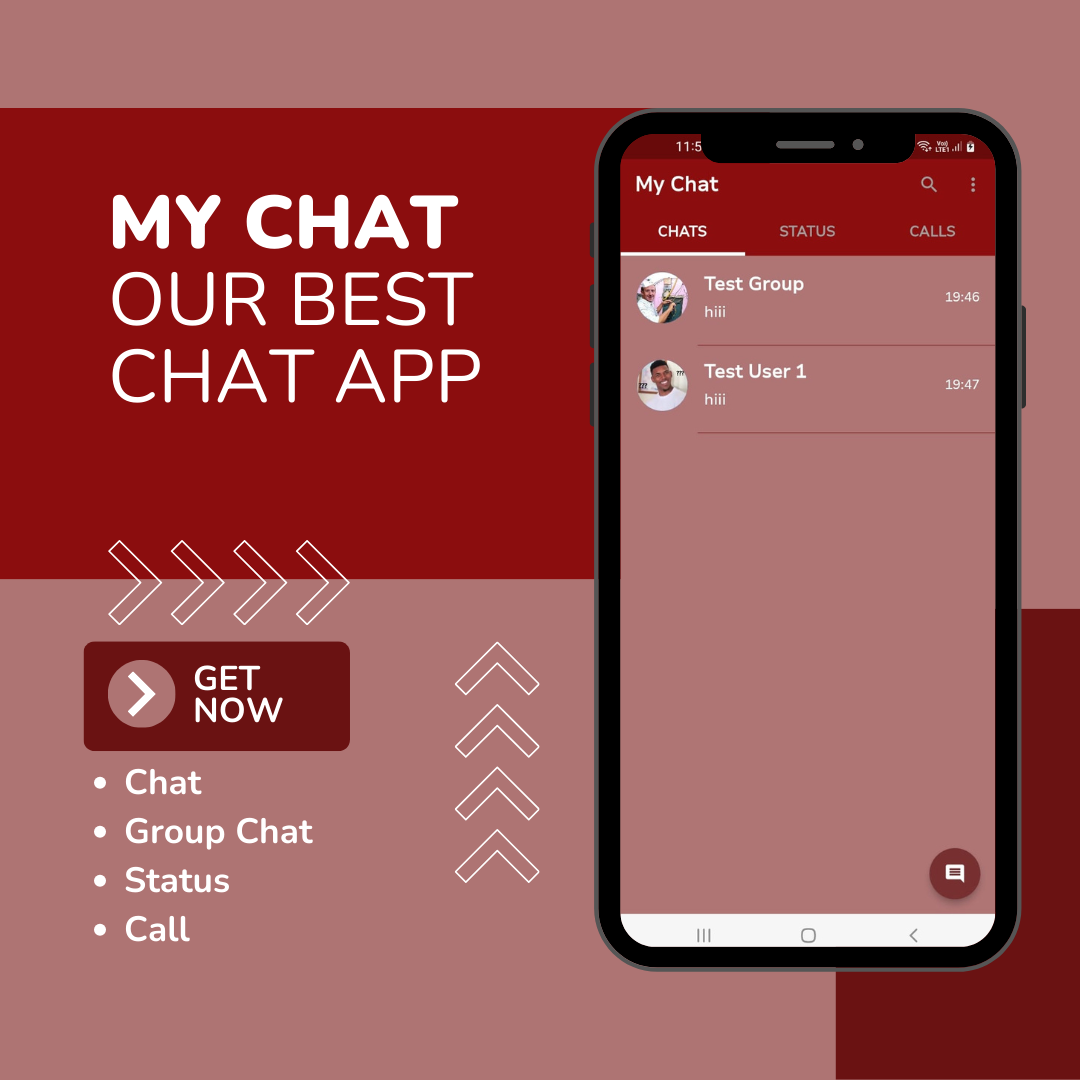 MY CHAT
OUR BEST
CHAT APP
GET
NOW
Chat
Group Chat
Status
Call
11:5
My Chat
CHATS STATUS CALLS
Test Group
hiii
19:46
Test User 1
hiii
19:47
???
???